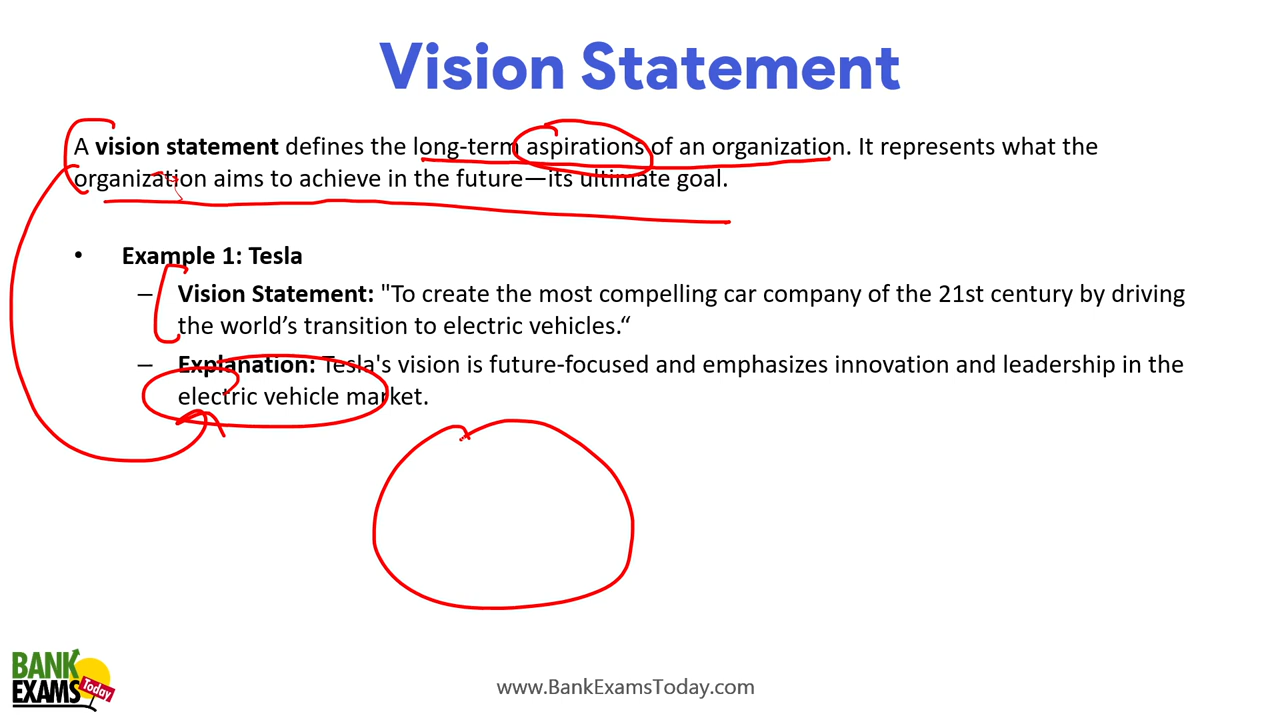 Vision Statement
A vision statement defines the long-term aspirations of an organization. It represents what the
organization aims to achieve in the future—its ultimate goal.
• Example 1: Tesla
– Vision Statement: "To create the most compelling car company of the 21st century by driving
the world’s transition to electric vehicles.“
– Explanation: Tesla's vision is future-focused and emphasizes innovation and leadership in the
electric vehicle market.
BANK
EXAMS Today
www.BankExamsToday.com